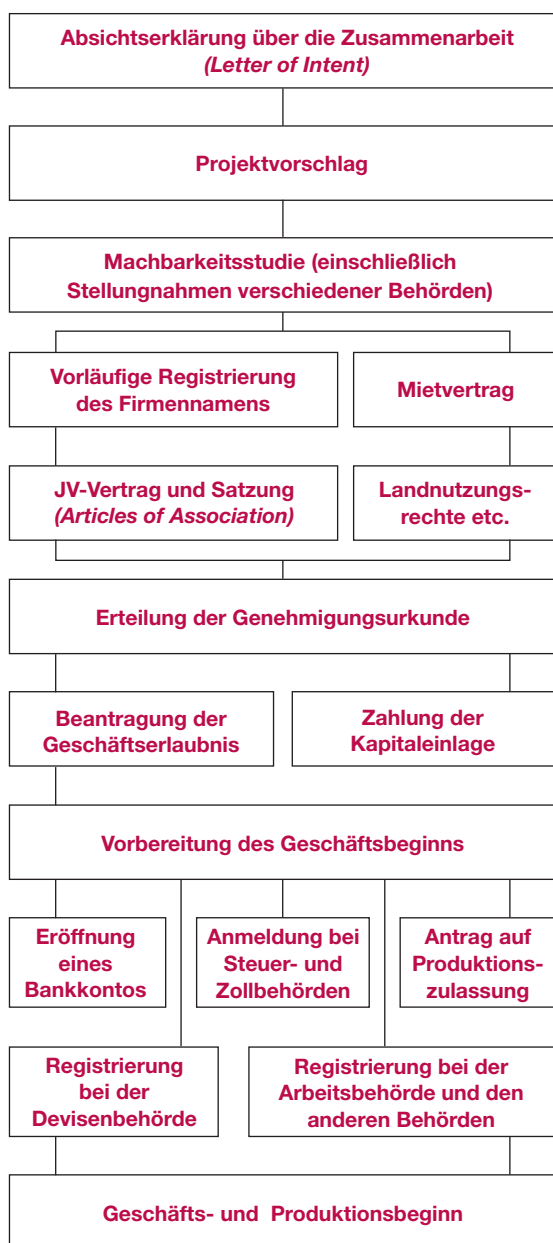 Absichtserklärung über die Zusammenarbeit
(Letter of Intent)
Projektvorschlag
Machbarkeitsstudie (einschließlich
Stellungnahmen verschiedener Behörden)
Vorläufige Registrierung
des Firmennamens
Mietvertrag
JV-Vertrag und Satzung
(Articles of Association)
Landnutzungs-
rechte etc.
Erteilung der Genehmigungsurkunde
Beantragung der
Geschäftserlaubnis
Zahlung der
Kapitaleinlage
Vorbereitung des Geschäftsbeginns
Eröffnung
eines
Bankkontos
Anmeldung bei
Steuer- und
Zollbehörden
Antrag auf
Produktions-
zulassung
Registrierung
bei der
Devisenbehörde
Registrierung bei der
Arbeitsbehörde und den
anderen Behörden
Geschäfts- und Produktionsbeginn